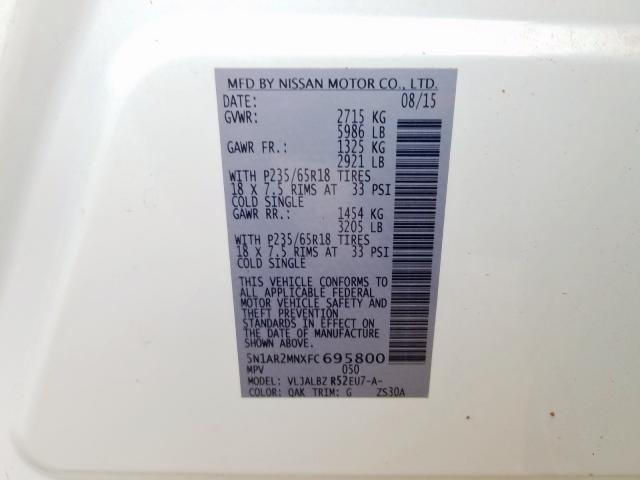 MFD BY NISSAN MOTOR CO., LTD.
DATE: 08/15
GVWR: 2715 KG
5986 LB
GAWR FR.: 1325 KG
2921 LB
WITH P235/65R18 TIRES
18 X 7.5 RIMS AT 33 PSI
COLD SINGLE
GAWR RR.: 1454 KG
3205 LB
WITH P235/65R18 TIRES
18 X 7.5 RIMS AT 33 PSI
COLD SINGLE
THIS VEHICLE CONFORMS TO
ALL APPLICABLE FEDERAL
MOTOR VEHICLE SAFETY AND
THEFT PREVENTION
STANDARDS IN EFFECT ON
THE DATE OF MANUFACTURE
SHOWN ABOVE.
5N1AR2MNXFC695800
MPV 050
MODEL: VLJALBZ R52EU7-A-
COLOR: QAK TRIM: G ZS30A